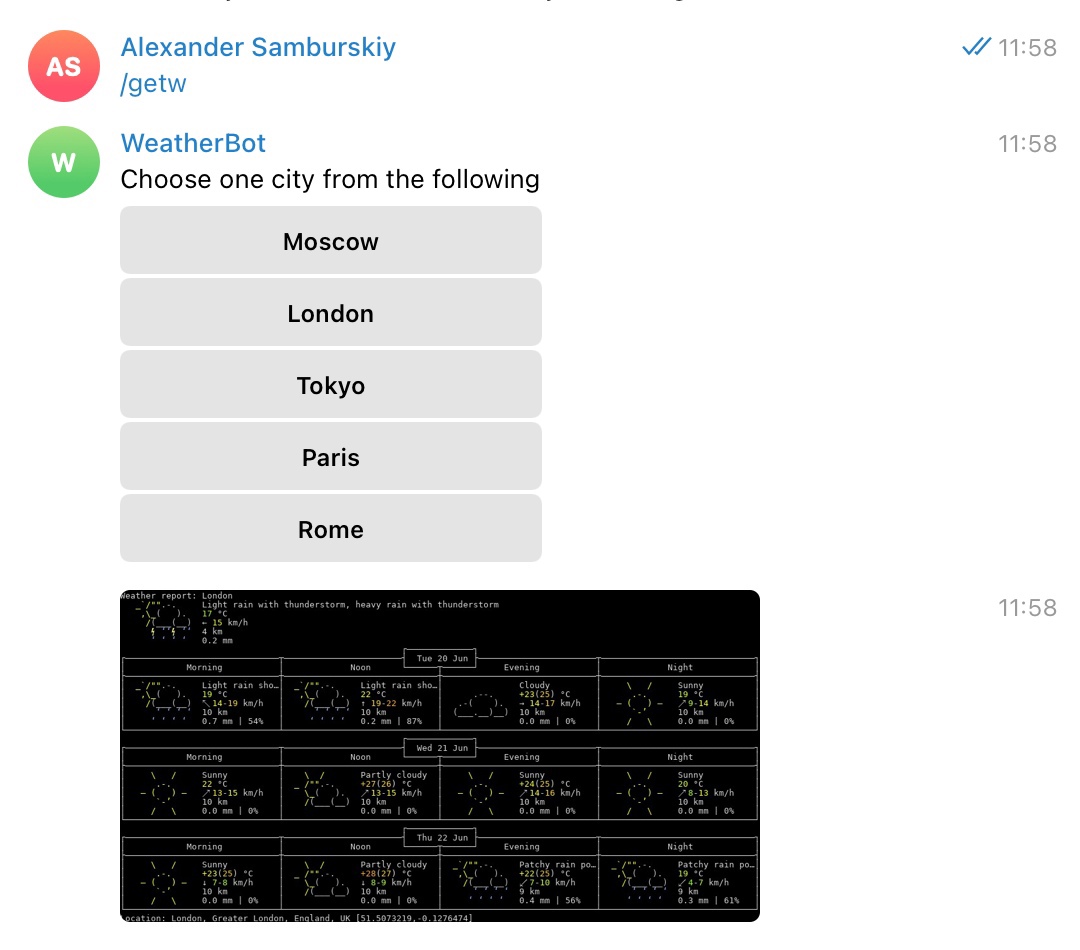 AS
Alexander Samburskiy
11:58
/getw
W
WeatherBot
11:58
Choose one city from the following
Moscow
London
Tokyo
Paris
Rome
11:58
Weather report: London
Light rain with thunderstorm, heavy rain with thunderstorm
17 °C
← 15 km/h
4 km
0.2 mm
Tue 20 Jun
Morning Noon Evening Night
Light rain sho… Light rain sho… Cloudy Sunny
19 °C 22 °C +23(25) °C 19 °C
↖14-19 km/h ↑ 19-22 km/h → 14-17 km/h ↗9-14 km/h
10 km 10 km 10 km 10 km
0.7 mm | 54% 0.2 mm | 87% 0.0 mm | 0% 0.0 mm | 0%
Wed 21 Jun
Morning Noon Evening Night
Sunny Partly cloudy Sunny Sunny
22 °C +27(26) °C +24(25) °C 20 °C
↗13-15 km/h ↗13-15 km/h ↗14-16 km/h ↗8-13 km/h
10 km 10 km 10 km 10 km
0.0 mm | 0% 0.0 mm | 0% 0.0 mm | 0% 0.0 mm | 0%
Thu 22 Jun
Morning Noon Evening Night
Sunny Partly cloudy Patchy rain po… Patchy rain po…
+23(25) °C +28(27) °C +22(25) °C 19 °C
↓ 7-8 km/h ↓ 8-9 km/h ↙7-10 km/h ↙4-7 km/h
10 km 10 km 9 km 9 km
0.0 mm | 0% 0.0 mm | 0% 0.4 mm | 56% 0.3 mm | 61%
Location: London, Greater London, England, UK [51.5073219,-0.1276474]